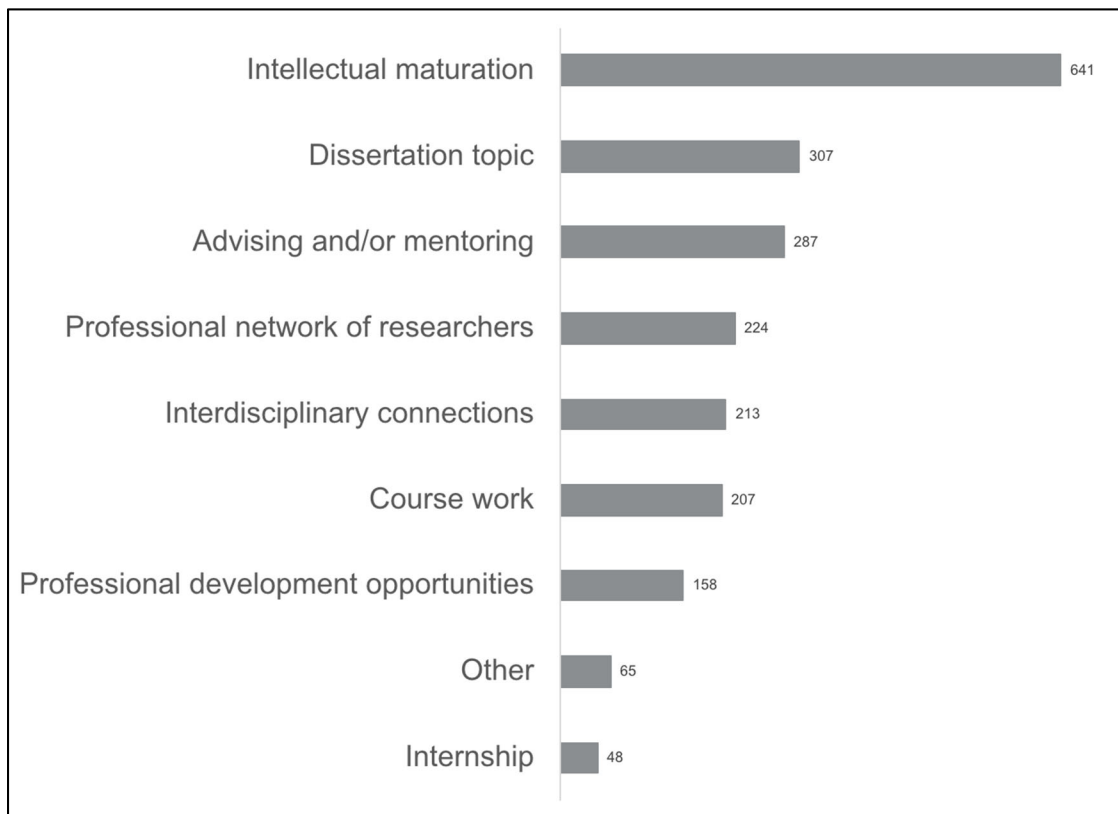 Intellectual maturation 641
Dissertation topic 307
Advising and/or mentoring 287
Professional network of researchers 224
Interdisciplinary connections 213
Course work 207
Professional development opportunities 158
Other 65
Internship 48